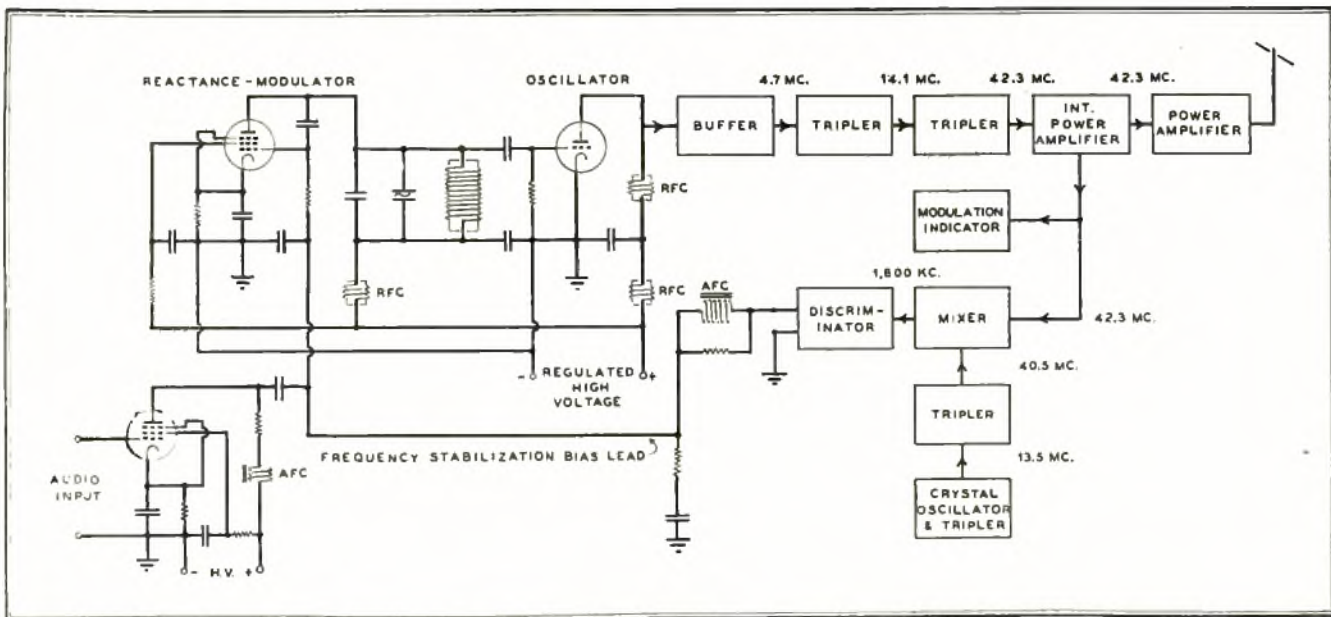 REACTANCE-MODULATOR
OSCILLATOR
4.7 MC.
14.1 MC.
42.3 MC.
42.3 MC.
BUFFER
TRIPLER
TRIPLER
INT.
POWER
AMPLIFIER
POWER
AMPLIFIER
RFC
MODULATION
INDICATOR
1,800 KC.
RFC
RFC
AFC
DISCRIM-
INATOR
MIXER
42.3 MC.
- REGULATED +
HIGH
VOLTAGE
40.5 MC.
TRIPLER
FREQUENCY STABILIZATION BIAS LEAD
13.5 MC.
AUDIO
INPUT
AFC
CRYSTAL
OSCILLATOR
& TRIPLER
- H.V. +